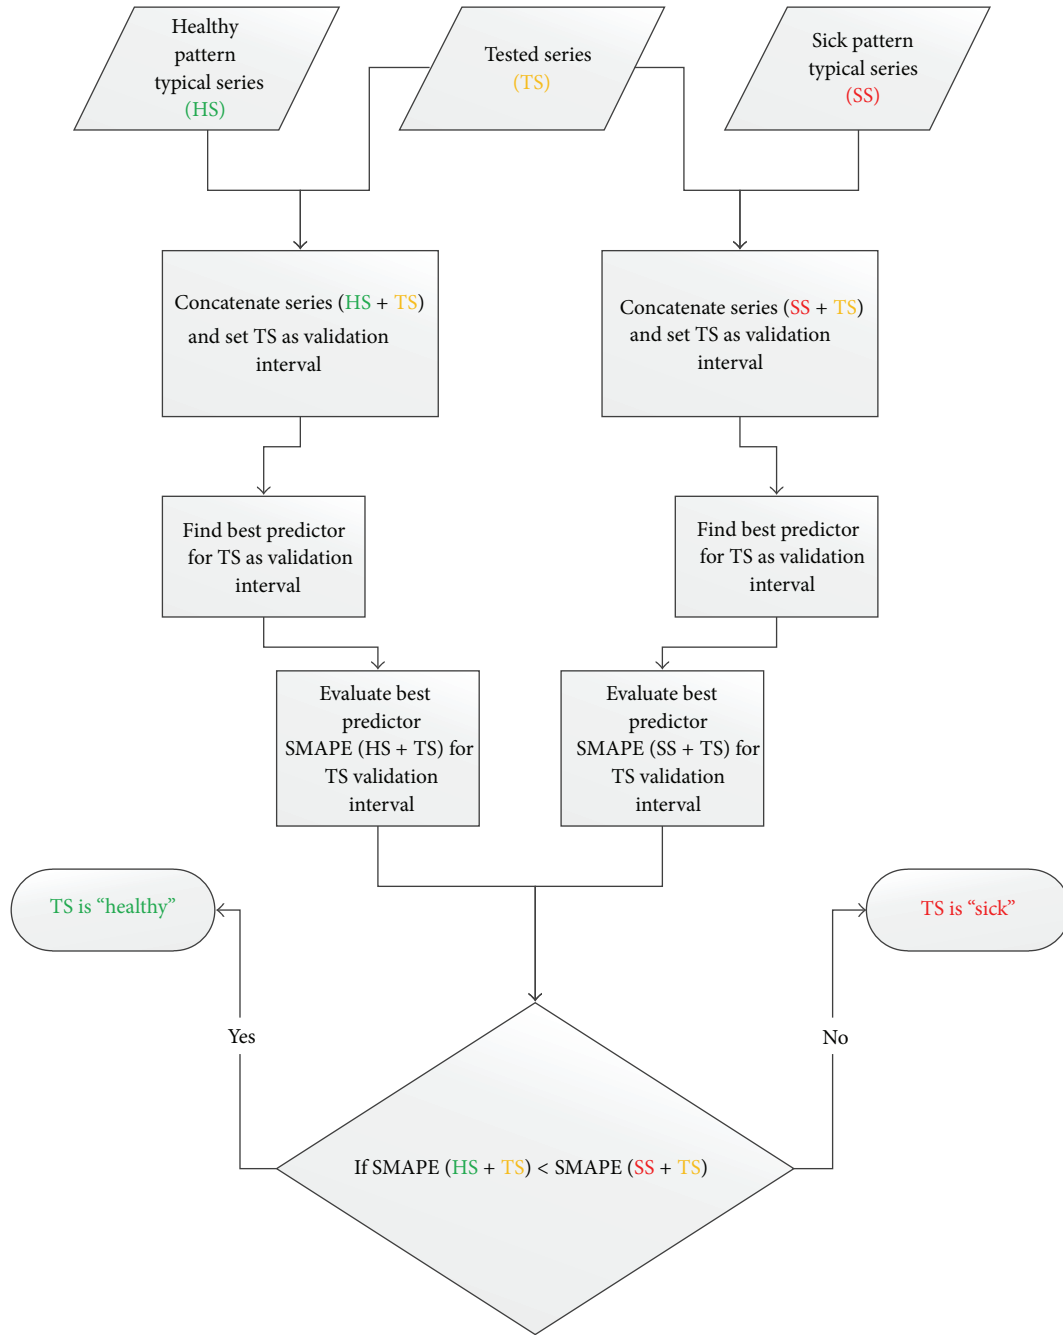 Healthy
pattern
typical series
(HS)
Tested series
(TS)
Sick pattern
typical series
(SS)
Concatenate series (HS + TS)
and set TS as validation
interval
Concatenate series (SS + TS)
and set TS as validation
interval
Find best predictor
for TS as validation
interval
Find best predictor
for TS as validation
interval
Evaluate best
predictor
SMAPE (HS + TS) for
TS validation
interval
Evaluate best
predictor
SMAPE (SS + TS) for
TS validation
interval
TS is “healthy”
TS is “sick”
Yes
No
If SMAPE (HS + TS) < SMAPE (SS + TS)